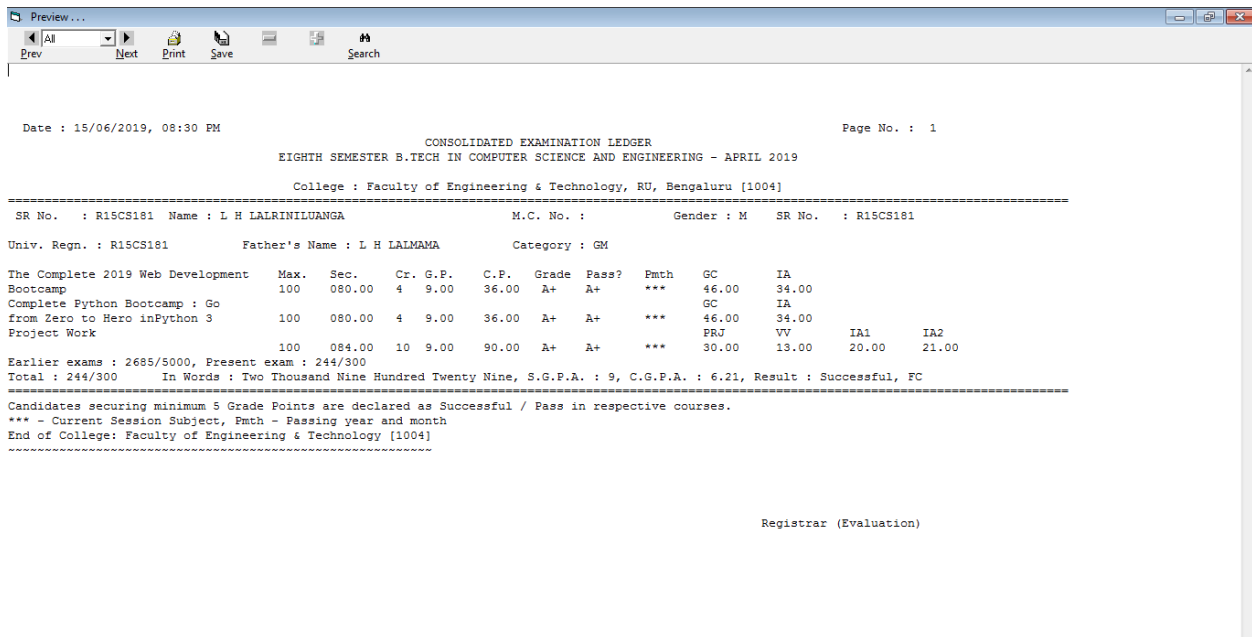 Preview . . .
All
Prev Next Print Save Search
Date : 15/06/2019, 08:30 PM Page No. : 1
CONSOLIDATED EXAMINATION LEDGER
EIGHTH SEMESTER B.TECH IN COMPUTER SCIENCE AND ENGINEERING - APRIL 2019
College : Faculty of Engineering & Technology, RU, Bengaluru [1004]
SR No. : R15CS181 Name : L H LALRINILUANGA M.C. No. : Gender : M SR No. : R15CS181
Univ. Regn. : R15CS181 Father's Name : L H LALMAMA Category : GM
The Complete 2019 Web Development Max. Sec. Cr. G.P. C.P. Grade Pass? Pmth GC IA
Bootcamp 100 080.00 4 9.00 36.00 A+ A+ *** 46.00 34.00
Complete Python Bootcamp : Go GC IA
from Zero to Hero inPython 3 100 080.00 4 9.00 36.00 A+ A+ *** 46.00 34.00
Project Work PRJ VV IA1 IA2
100 084.00 10 9.00 90.00 A+ A+ *** 30.00 13.00 20.00 21.00
Earlier exams : 2685/5000, Present exam : 244/300
Total : 244/300 In Words : Two Thousand Nine Hundred Twenty Nine, S.G.P.A. : 9, C.G.P.A. : 6.21, Result : Successful, FC
Candidates securing minimum 5 Grade Points are declared as Successful / Pass in respective courses.
*** - Current Session Subject, Pmth - Passing year and month
End of College: Faculty of Engineering & Technology [1004]
Registrar (Evaluation)